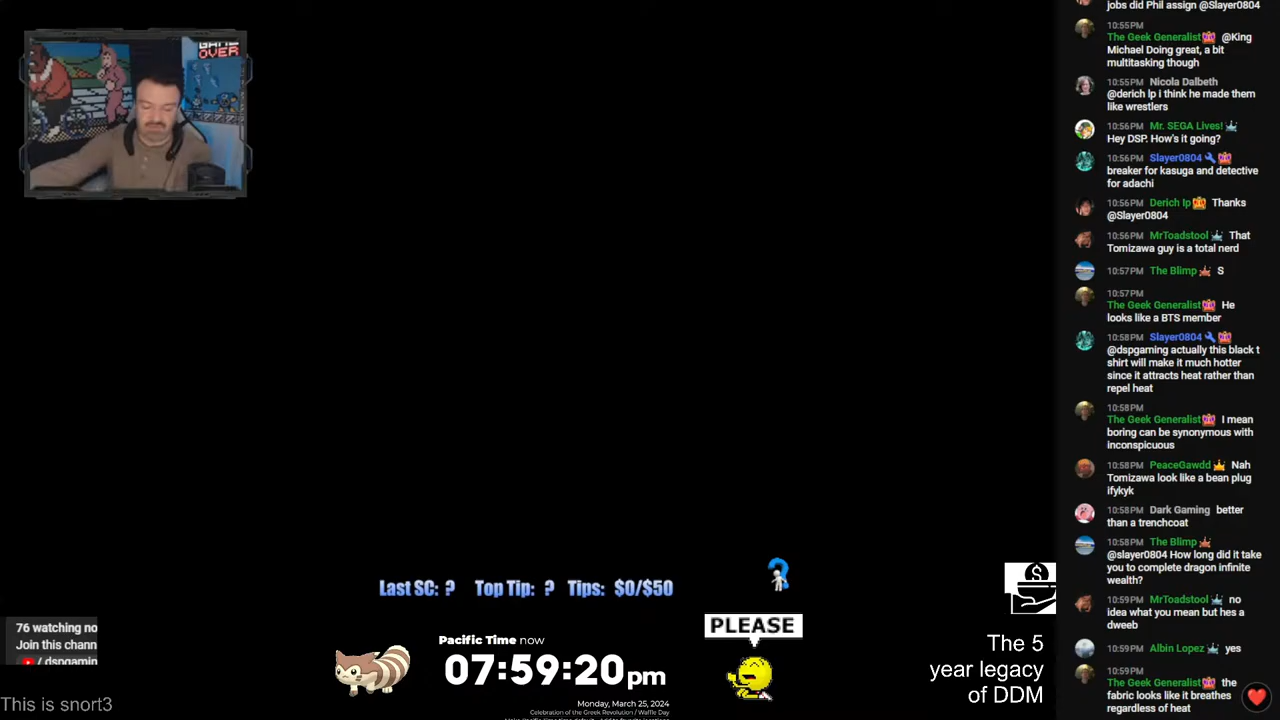 GAME
OVER
jobs did Phil assign @Slayer0804
10:55PM
The Geek Generalist @King
Michael Doing great, a bit
multitasking though
10:55PM Nicola Dalbeth
@derich Ip i think he made them
like wrestlers
10:56PM Mr. SEGA Lives!
Hey DSP. How's it going?
10:56PM Slayer0804
breaker for kasuga and detective
for adachi
10:56PM Derich Ip Thanks
@Slayer0804
10:56PM MrToadstool That
Tomizawa guy is a total nerd
10:57PM The Blimp S
10:57PM
The Geek Generalist He
looks like a BTS member
10:58PM Slayer0804
@dspgaming actually this black t
shirt will make it much hotter
since it attracts heat rather than
repel heat
10:58PM
The Geek Generalist I mean
boring can be synonymous with
inconspicuous
10:58PM PeaceGawdd Nah
Tomizawa look like a bean plug
ifykyk
10:58PM Dark Gaming better
than a trenchcoat
10:58PM The Blimp
@slayer0804 How long did it take
you to complete dragon infinite
wealth?
10:59PM MrToadstool no
idea what you mean but hes a
dweeb
10:59PM Albin Lopez yes
10:59PM
The Geek Generalist the
fabric looks like it breathes
regardless of heat
Last SC: ? Top Tip: ? Tips: $0/$50
PLEASE
76 watching no
Join this chann
/ dspgamin
Pacific Time now
07:59:20pm
Monday, March 25, 2024
Celebration of the Greek Revolution / Waffle Day
The 5
year legacy
of DDM
This is snort3